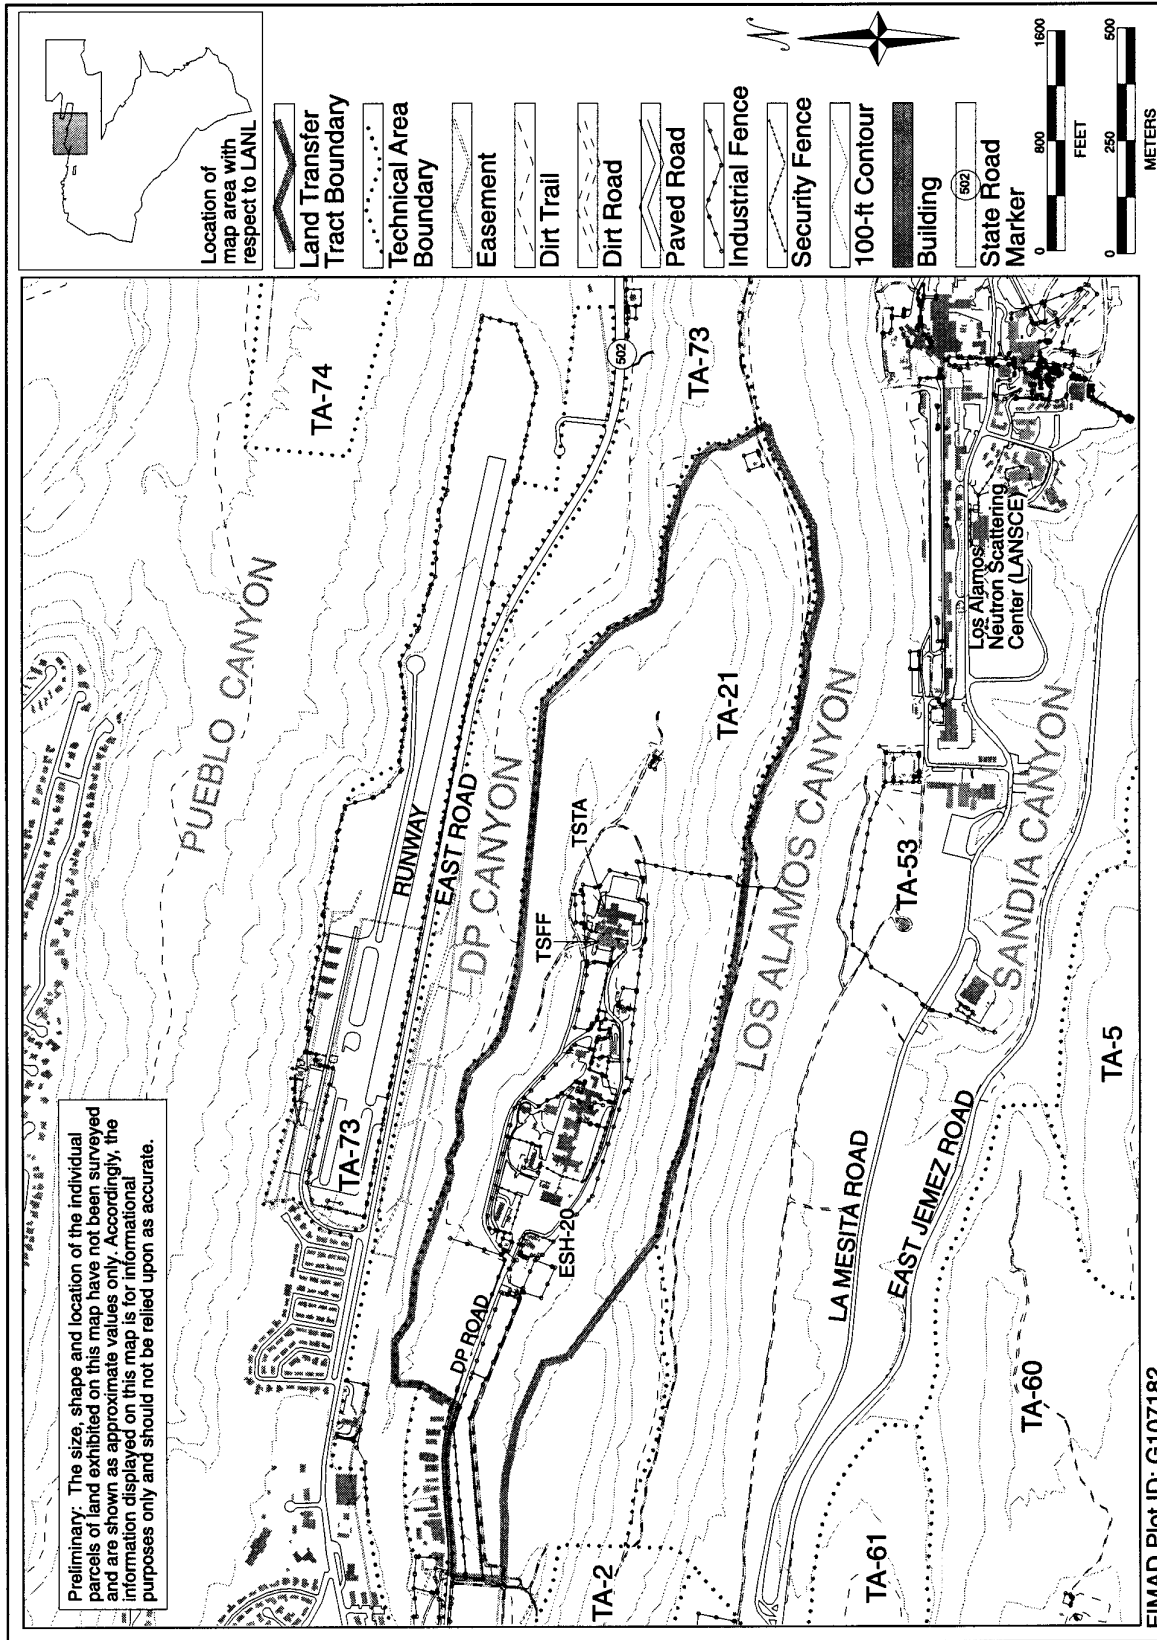 Preliminary: The size, shape and location of the individual
parcels of land exhibited on this map have not been surveyed
and are shown as approximate values only. Accordingly, the
information displayed on this map is for informational
purposes only and should not be relied upon as accurate.
PUEBLO CANYON
TA-74
TA-73
RUNWAY
EAST ROAD
502
DP CANYON
TA-73
TSFF
TSTA
TA-21
DP ROAD
ESH-20
LOS ALAMOS CANYON
TA-2
TA-53
LA MESITA ROAD
EAST JEMEZ ROAD
SANDIA CANYON
Los Alamos
Neutron Scattering
Center (LANSCE)
TA-61
TA-60
TA-5
Location of
map area with
respect to LANL
Land Transfer
Tract Boundary
Technical Area
Boundary
Easement
Dirt Trail
Dirt Road
Paved Road
Industrial Fence
Security Fence
100-ft Contour
Building
502
State Road
Marker
N
0 800 1600
FEET
0 250 500
METERS
FIMAD Plot ID: G107182